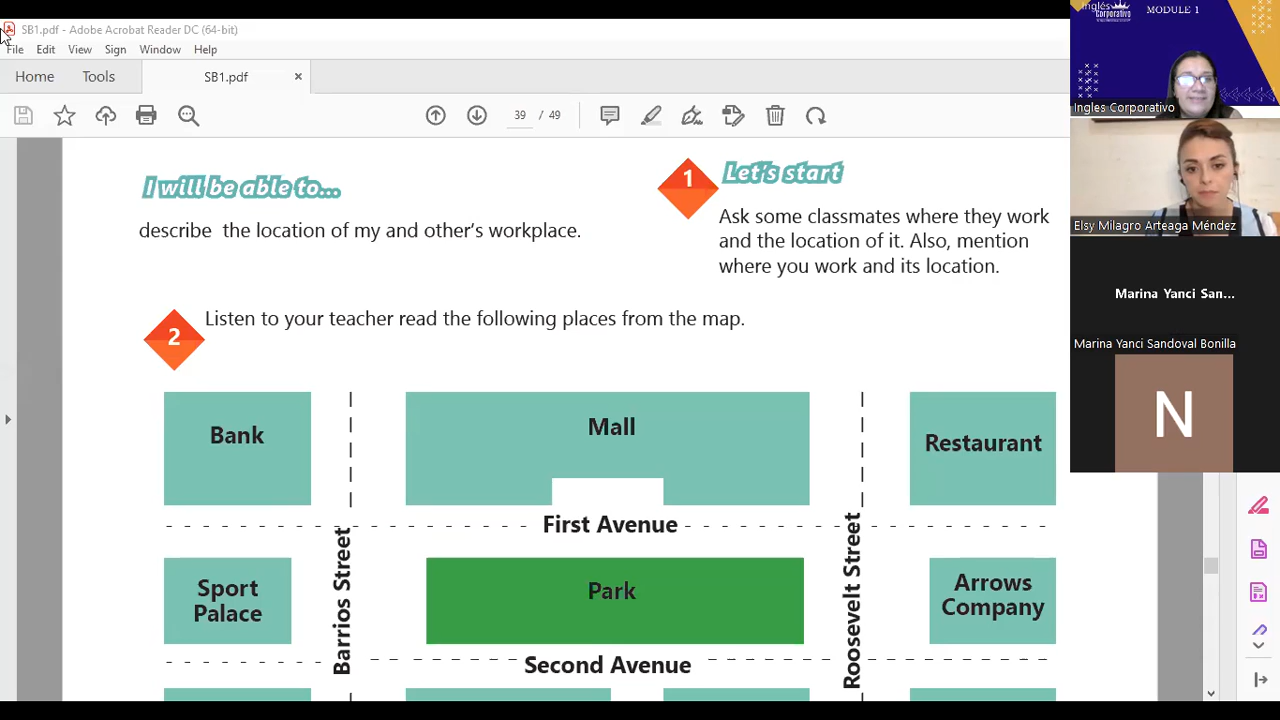 SB1.pdf - Adobe Acrobat Reader DC (64-bit)
File Edit View Sign Window Help
Home Tools SB1.pdf ×
39 / 49
I will be able to...
describe the location of my and other's workplace.
1
Let's start
Ask some classmates where they work
and the location of it. Also, mention
where you work and its location.
2
Listen to your teacher read the following places from the map.
Bank
Mall
Restaurant
First Avenue
Barrios Street
Roosevelt Street
Sport
Palace
Park
Arrows
Company
Second Avenue
Inglés
corporativo
MODULE 1
Ingles Corporativo
Elsy Milagro Arteaga Méndez
Marina Yanci San...
Marina Yanci Sandoval Bonilla
N